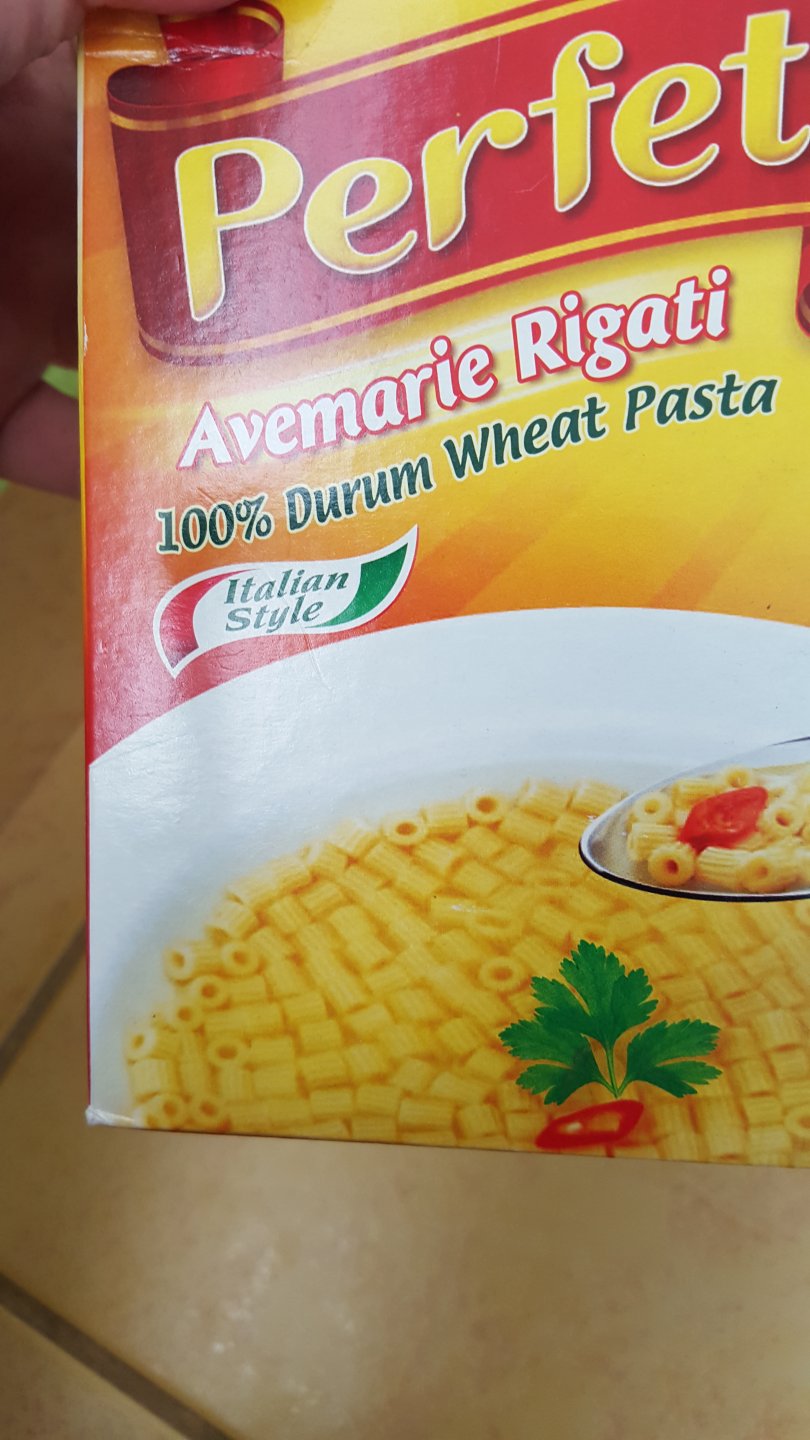 Perfet
Avemarie Rigati
100% Durum Wheat Pasta
Italian
Style